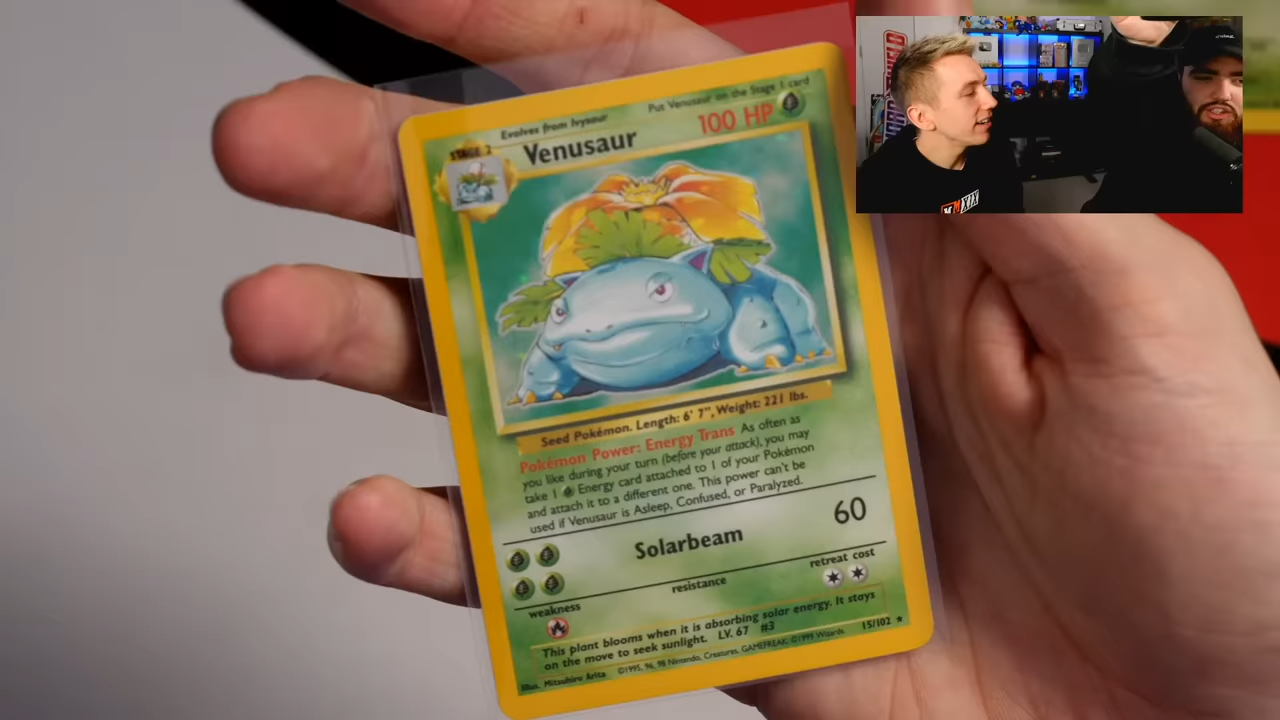 Evolves from Ivysaur
Put Venusaur on the Stage 1 card
STAGE 2
Venusaur
100 HP
Seed Pokémon. Length: 6' 7", Weight: 221 lbs.
Pokémon Power: Energy Trans As often as
you like during your turn (before your attack), you may
take 1 Energy card attached to 1 of your Pokémon
and attach it to a different one. This power can't be
used if Venusaur is Asleep, Confused, or Paralyzed.
Solarbeam
60
weakness
resistance
retreat cost
This plant blooms when it is absorbing solar energy. It stays
on the move to seek sunlight. LV. 67 #3
Illus. Mitsuhiro Arita
©1995, 96, 98 Nintendo, Creatures, GAMEFREAK. ©1999 Wizards.
15/102
MMXIX